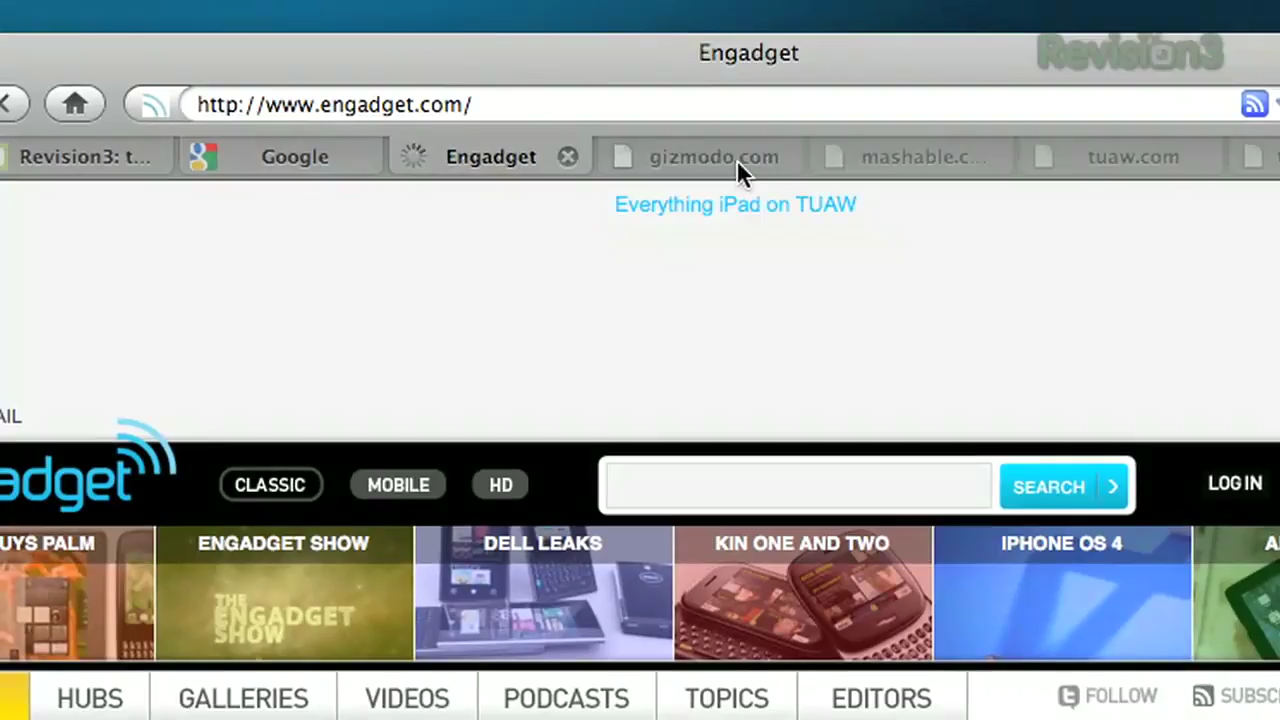 Engadget
Revision3
http://www.engadget.com/
Revision3: t...
Google
Engadget
gizmodo.com
mashable.c...
tuaw.com
Everything iPad on TUAW
AIL
adget
CLASSIC
MOBILE
HD
SEARCH
LOG IN
UYS PALM
ENGADGET SHOW
DELL LEAKS
KIN ONE AND TWO
IPHONE OS 4
THE
ENGADGET
SHOW
HUBS
GALLERIES
VIDEOS
PODCASTS
TOPICS
EDITORS
FOLLOW
SUBSC